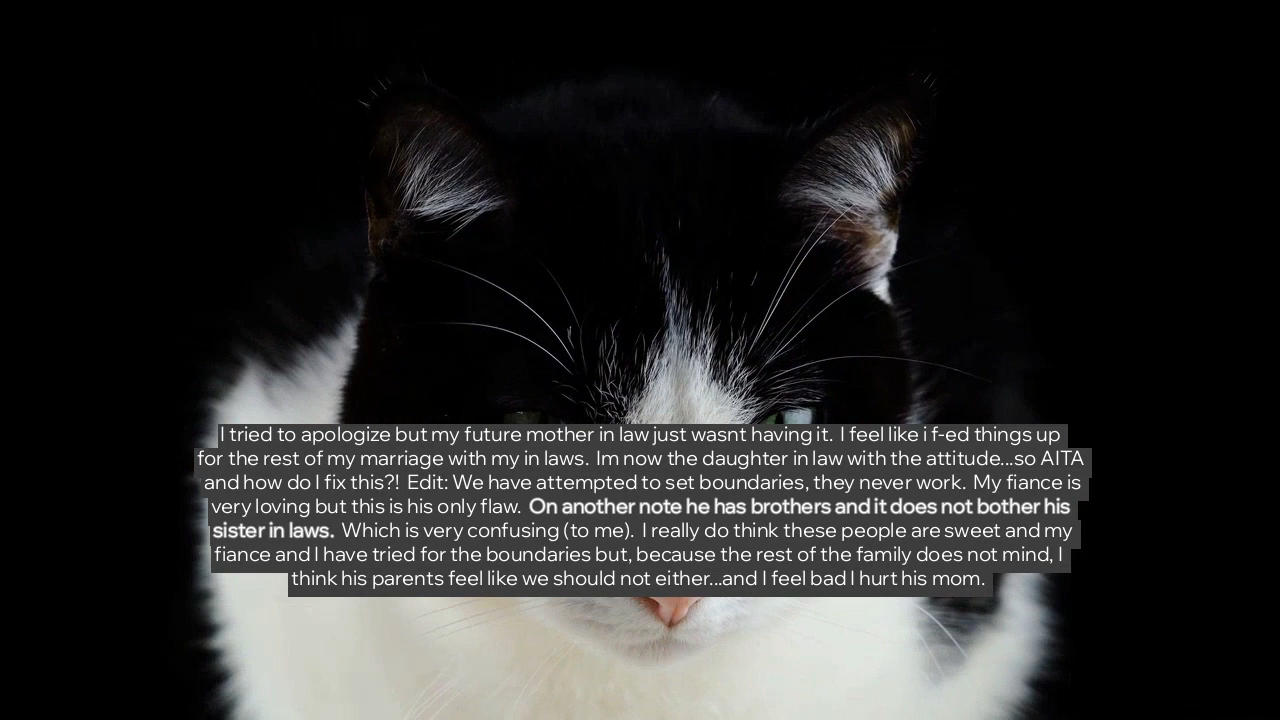 I tried to apologize but my future mother in law just wasnt having it. I feel like i f-ed things up
for the rest of my marriage with my in laws. Im now the daughter in law with the attitude...so AITA
and how do I fix this?! Edit: We have attempted to set boundaries, they never work. My fiance is
very loving but this is his only flaw. On another note he has brothers and it does not bother his
sister in laws. Which is very confusing (to me). I really do think these people are sweet and my
fiance and I have tried for the boundaries but, because the rest of the family does not mind, I
think his parents feel like we should not either...and I feel bad I hurt his mom.